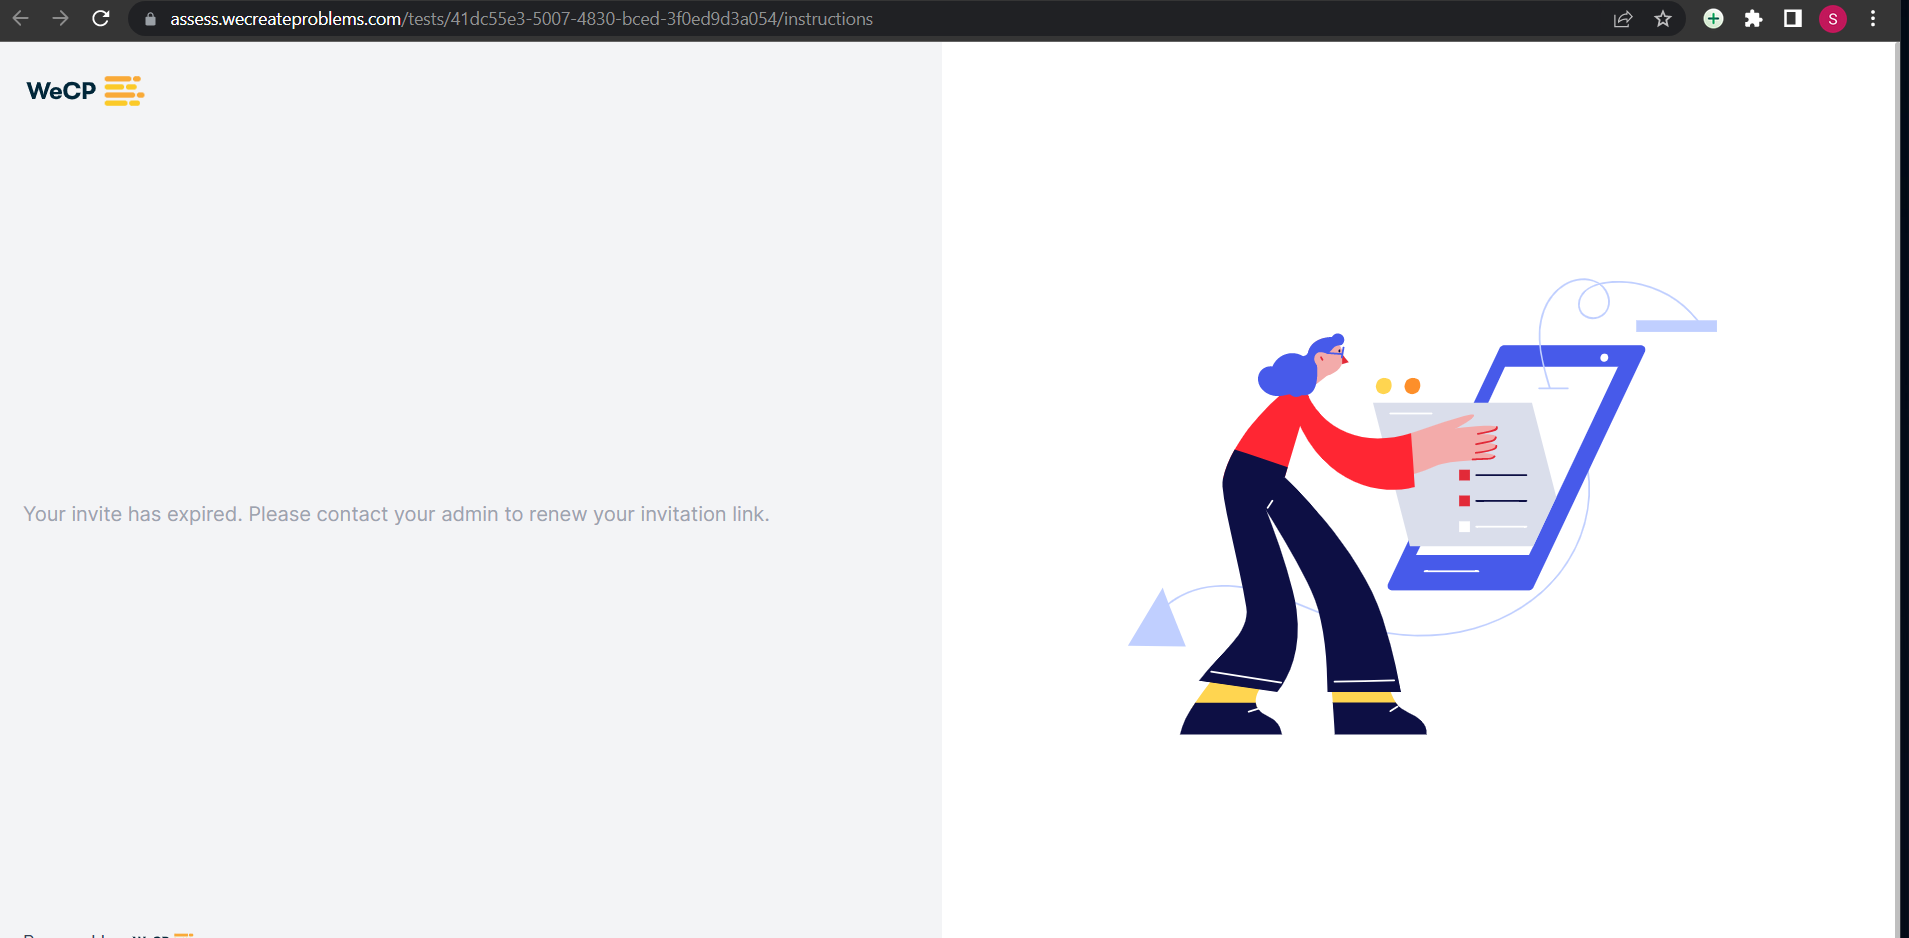 assess.wecreateproblems.com/tests/41dc55e3-5007-4830-bced-3f0ed9d3a054/instructions
S
WeCP
Your invite has expired. Please contact your admin to renew your invitation link.
WeCP